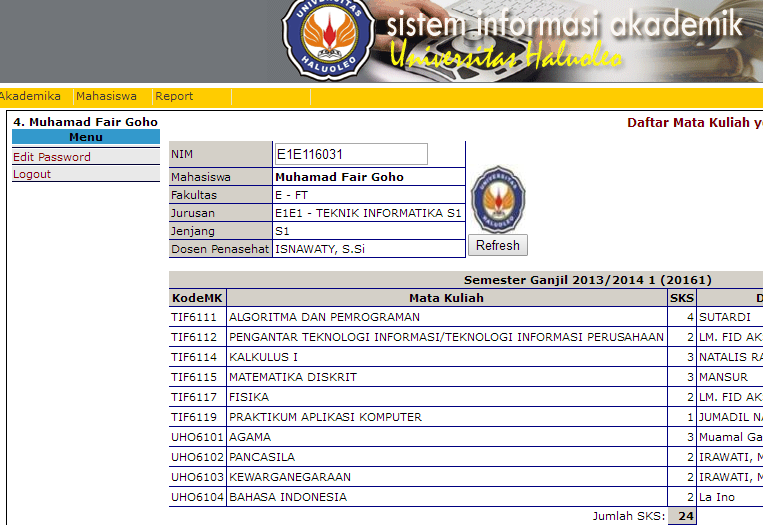 UNIVERSITAS
HALUOLEO
sistem informasi akademik
Universitas Haluoleo
Akademika Mahasiswa Report
4. Muhamad Fair Goho
Daftar Mata Kuliah
Menu
Edit Password
Logout
NIM E1E116031
Mahasiswa Muhamad Fair Goho
Fakultas E - FT
Jurusan E1E1 - TEKNIK INFORMATIKA S1
Jenjang S1
Dosen Penasehat ISNAWATY, S.Si
UNIVERSITAS
HALUOLEO
Refresh
Semester Ganjil 2013/2014 1 (20161)
KodeMK Mata Kuliah SKS D
TIF6111 ALGORITMA DAN PEMROGRAMAN 4 SUTARDI
TIF6112 PENGANTAR TEKNOLOGI INFORMASI/TEKNOLOGI INFORMASI PERUSAHAAN 2 LM. FID AK
TIF6114 KALKULUS I 3 NATALIS RA
TIF6115 MATEMATIKA DISKRIT 3 MANSUR
TIF6117 FISIKA 2 LM. FID AK
TIF6119 PRAKTIKUM APLIKASI KOMPUTER 1 JUMADIL NA
UHO6101 AGAMA 3 Muamal Ga
UHO6102 PANCASILA 2 IRAWATI, M
UHO6103 KEWARGANEGARAAN 2 IRAWATI, M
UHO6104 BAHASA INDONESIA 2 La Ino
Jumlah SKS: 24